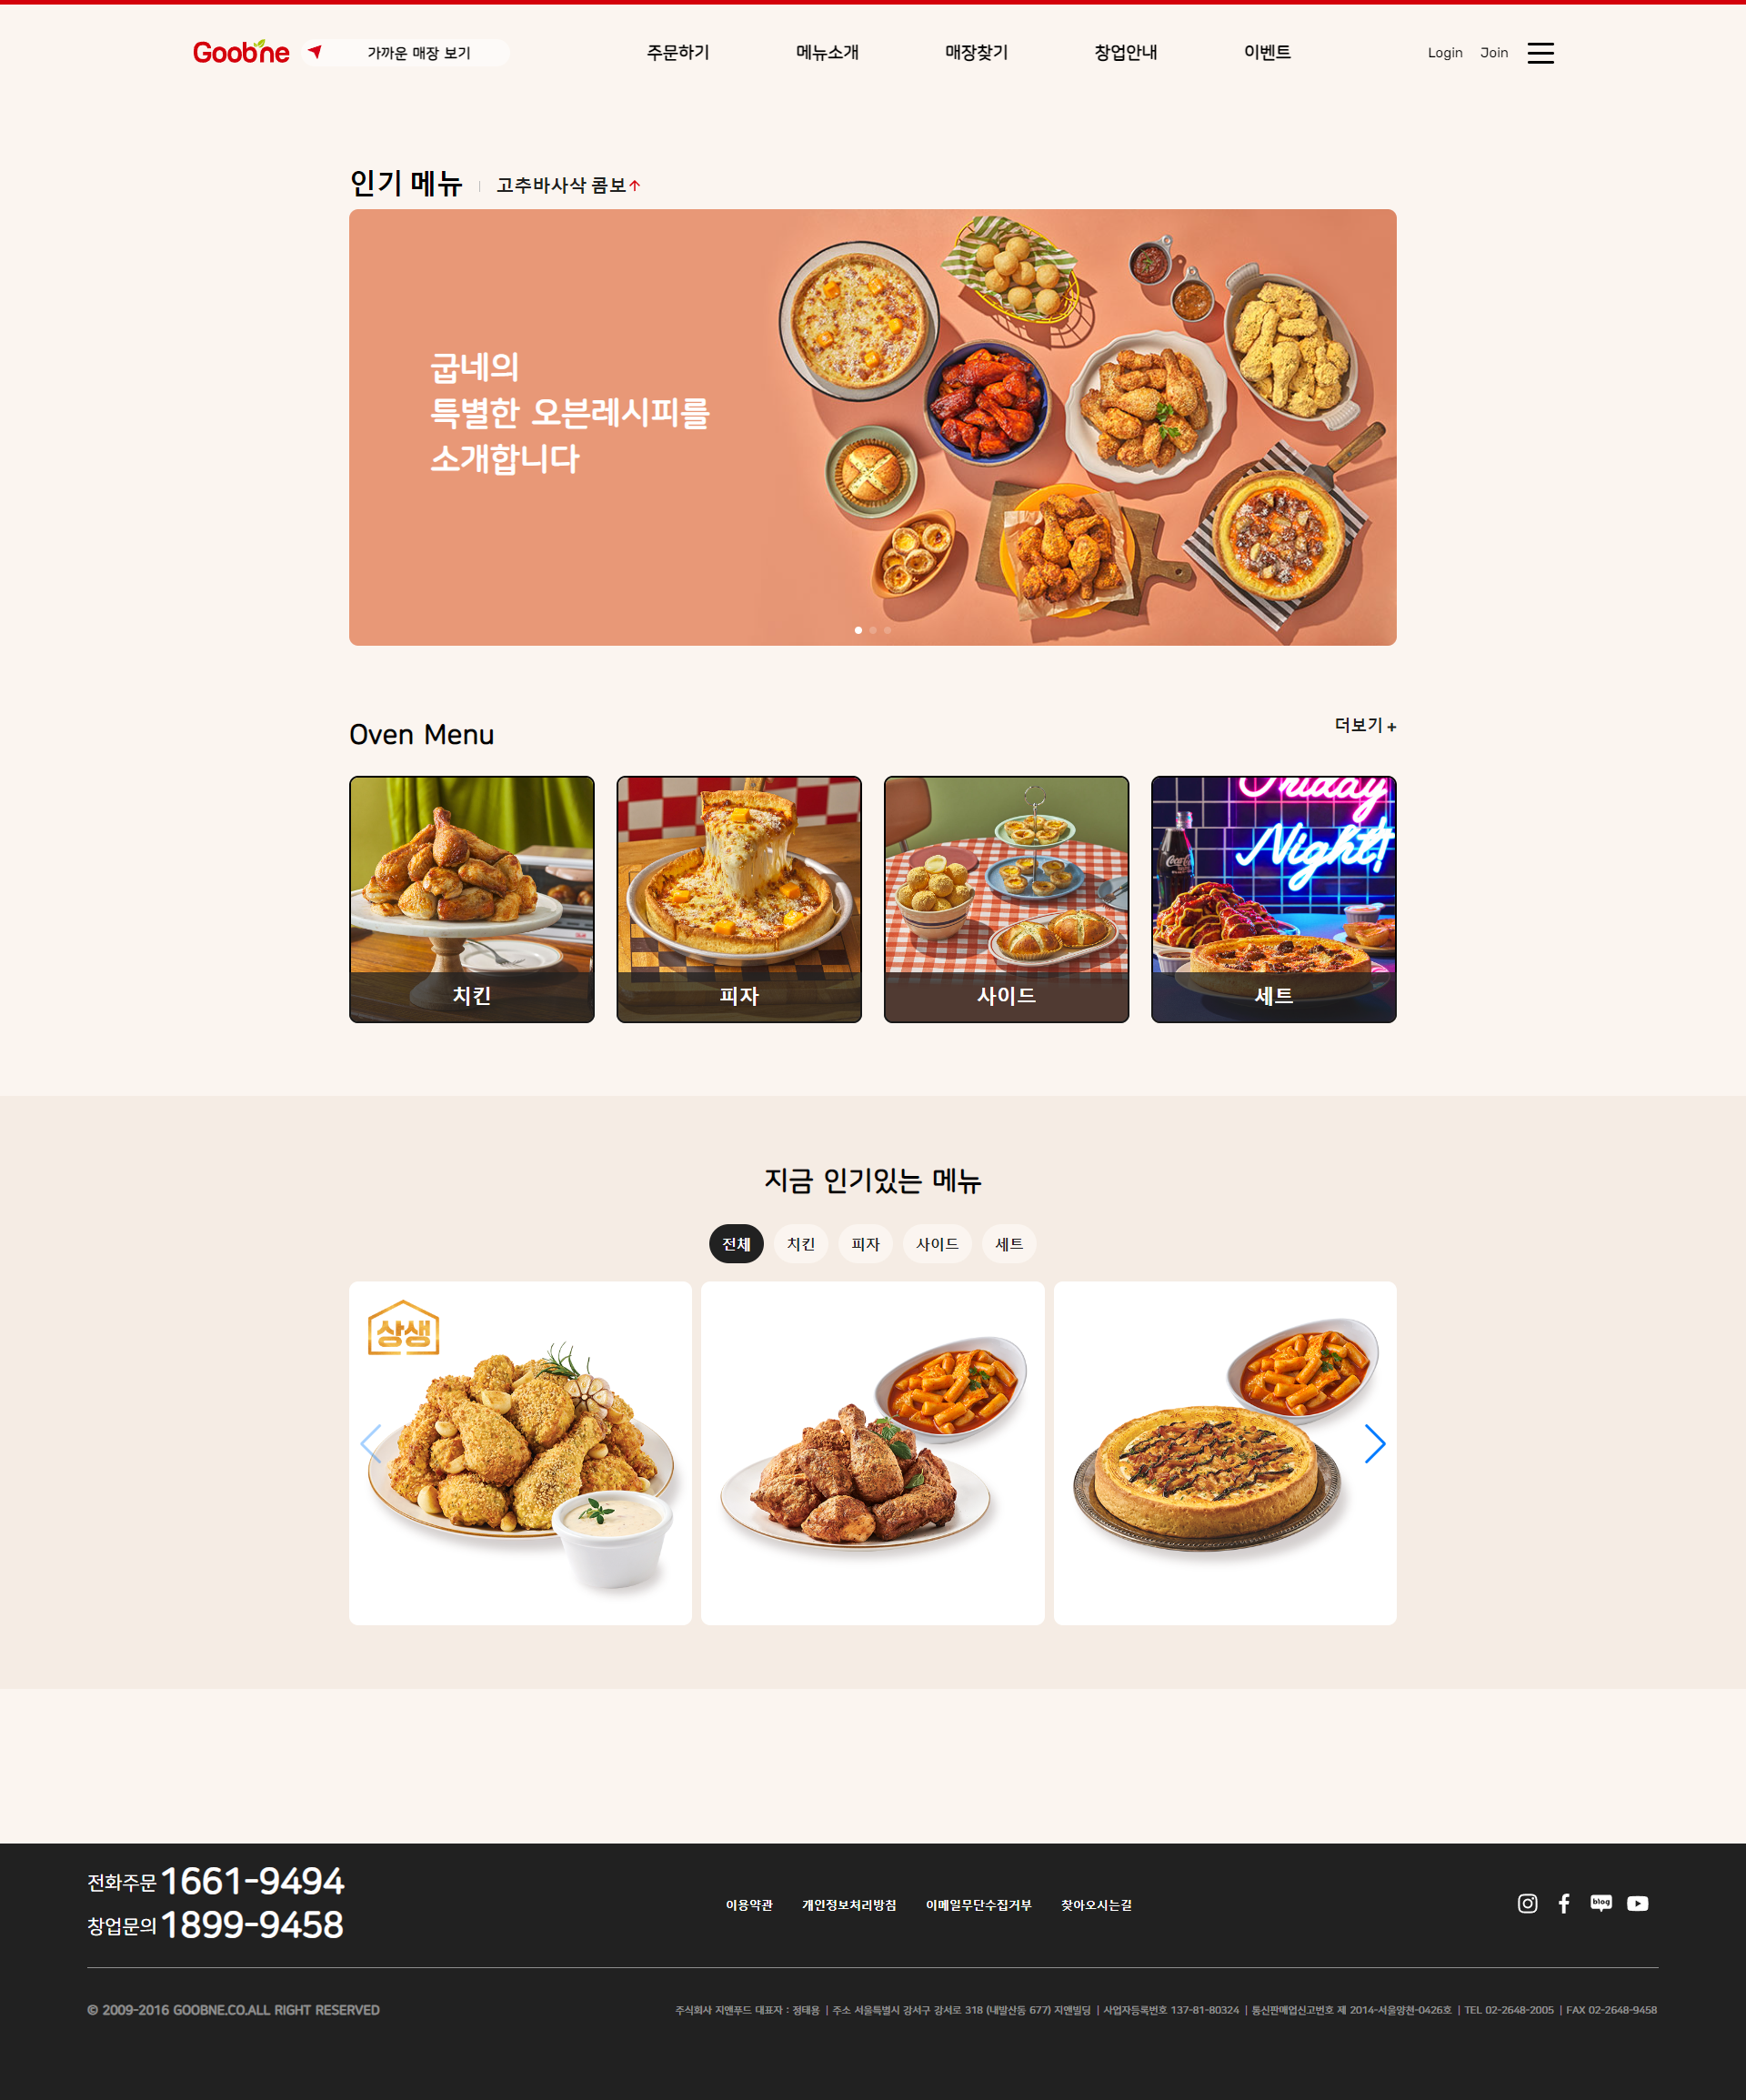 Goobne
가까운 매장 보기
주문하기
메뉴소개
매장찾기
창업안내
이벤트
Login
Join
인기 메뉴
고추바사삭 콤보↑
굽네의
특별한 오븐레시피를
소개합니다
Oven Menu
더보기 +
Friday
Night!
Coca-Cola
치킨
피자
사이드
세트
지금 인기있는 메뉴
전체
치킨
피자
사이드
세트
상생
전화주문 1661-9494
창업문의 1899-9458
이용약관
개인정보처리방침
이메일무단수집거부
찾아오시는길
blog
© 2009-2016 GOOBNE.CO.ALL RIGHT RESERVED
주식회사 지앤푸드 대표자 : 정태용 | 주소 서울특별시 강서구 강서로 318 (내발산동 677) 지앤빌딩 | 사업자등록번호 137-81-80324 | 통신판매업신고번호 제 2014-서울양천-0426호 | TEL 02-2648-2005 | FAX 02-2648-9458